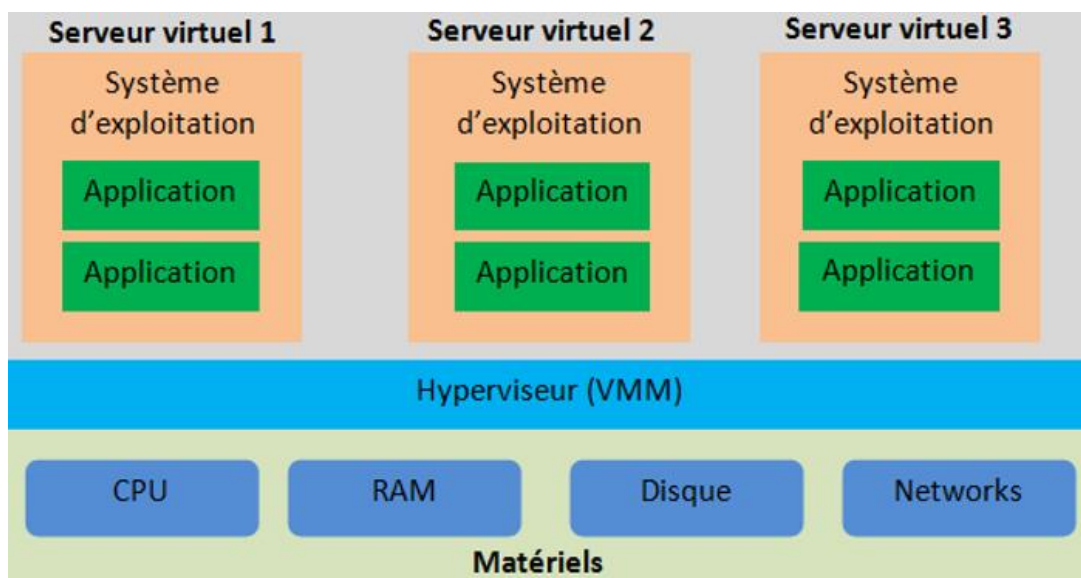 Serveur virtuel 1 Serveur virtuel 2 Serveur virtuel 3
Système Système Système
d’exploitation d’exploitation d’exploitation
Application Application Application
Application Application Application
Hyperviseur (VMM)
CPU RAM Disque Networks
Matériels